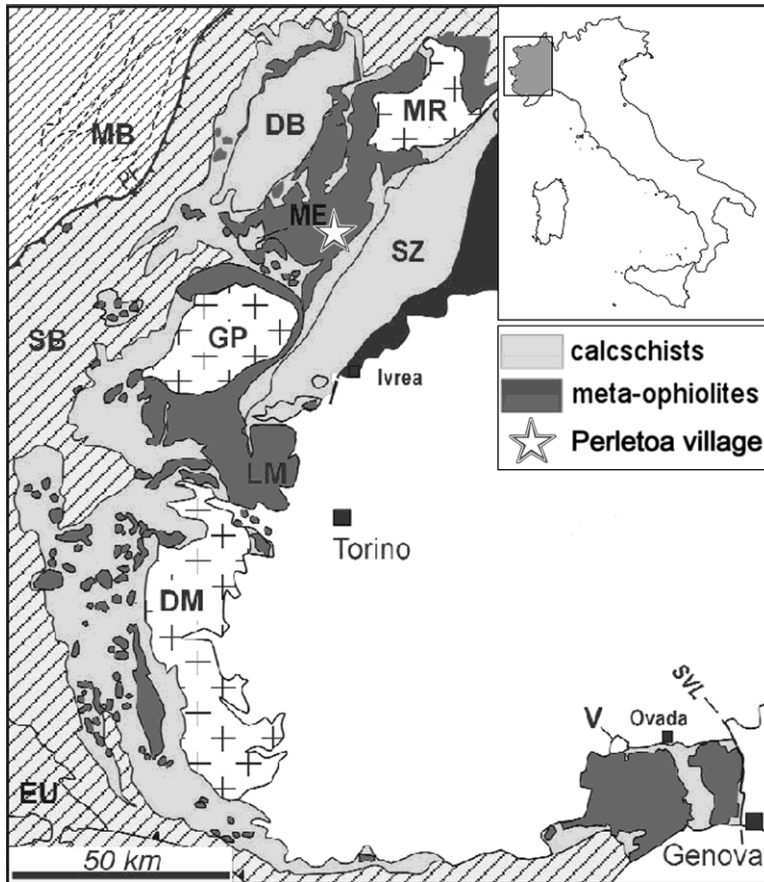 MB
DB
MR
Pf
ME
SZ
SB
GP
Ivrea
calcschists
meta-ophiolites
Perletoa village
LM
Torino
DM
SVL
V
Ovada
EU
50 km
Genova